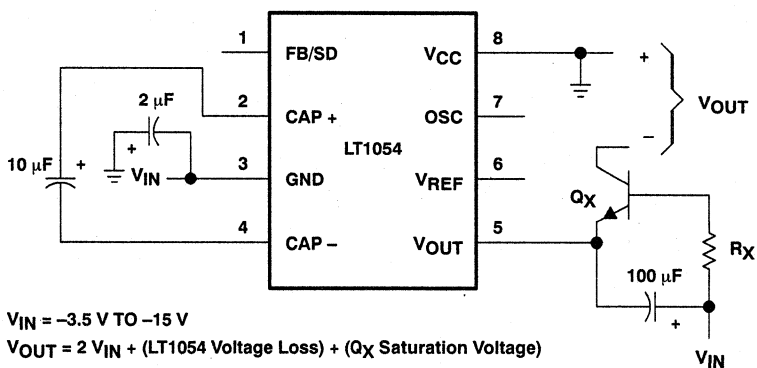 1
FB/SD
VCC
8
+
2 µF
2
CAP +
OSC
7
VOUT
LT1054
+
−
10 µF
+
VIN
3
GND
VREF
6
QX
4
CAP −
VOUT
5
RX
100 µF
+
VIN
VIN = −3.5 V TO −15 V
VOUT = 2 VIN + (LT1054 Voltage Loss) + (QX Saturation Voltage)